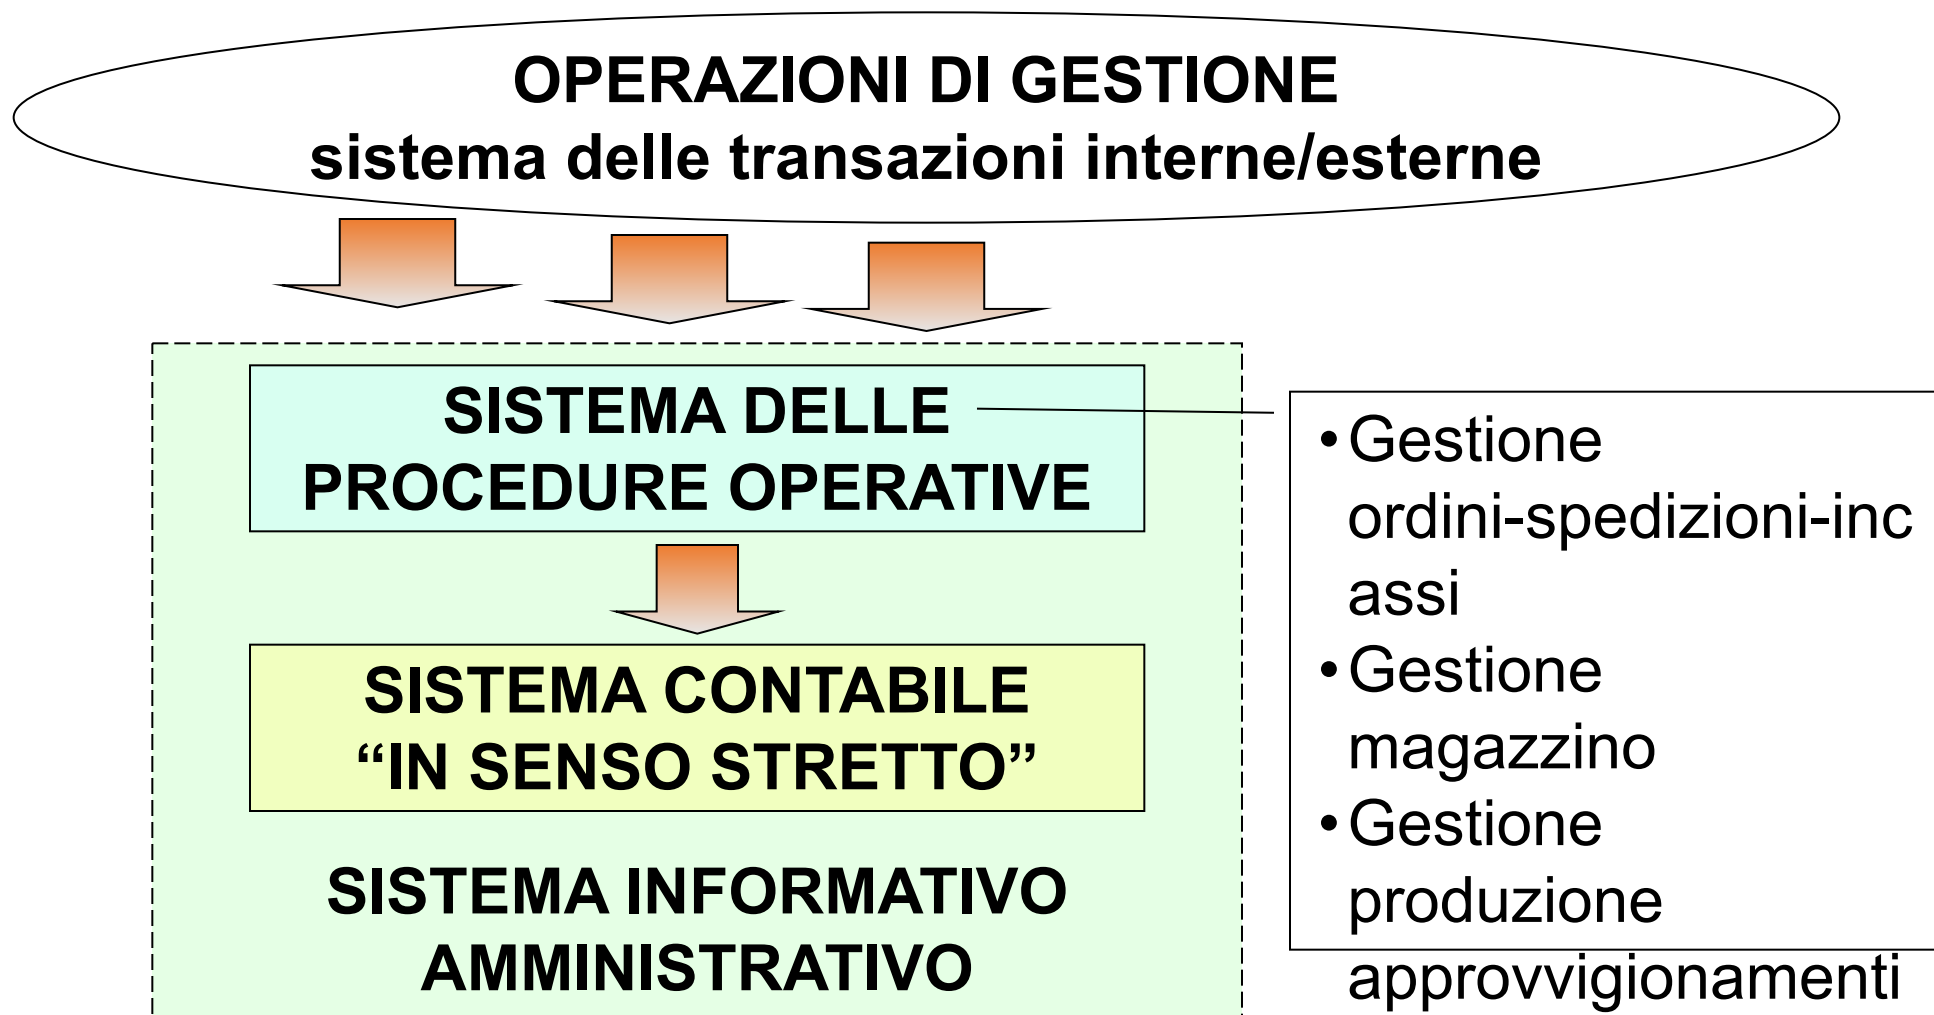 OPERAZIONI DI GESTIONE
sistema delle transazioni interne/esterne
SISTEMA DELLE
PROCEDURE OPERATIVE
SISTEMA CONTABILE
“IN SENSO STRETTO”
SISTEMA INFORMATIVO
AMMINISTRATIVO
•Gestione
ordini-spedizioni-inc
assi
•Gestione
magazzino
•Gestione
produzione
approvvigionamenti